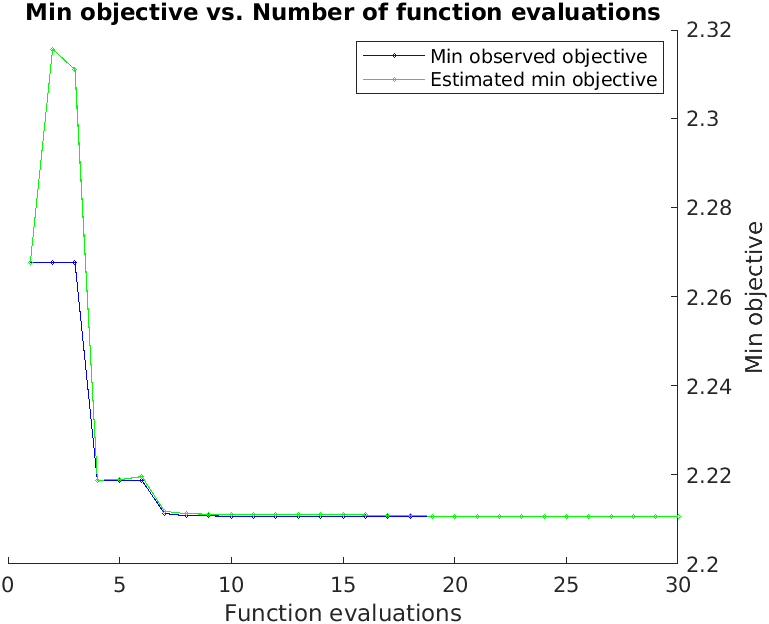 Min objective vs. Number of function evaluations
Min observed objective
Estimated min objective
2.32
2.3
2.28
2.26
2.24
2.22
2.2
Min objective
0 5 10 15 20 25 30
Function evaluations